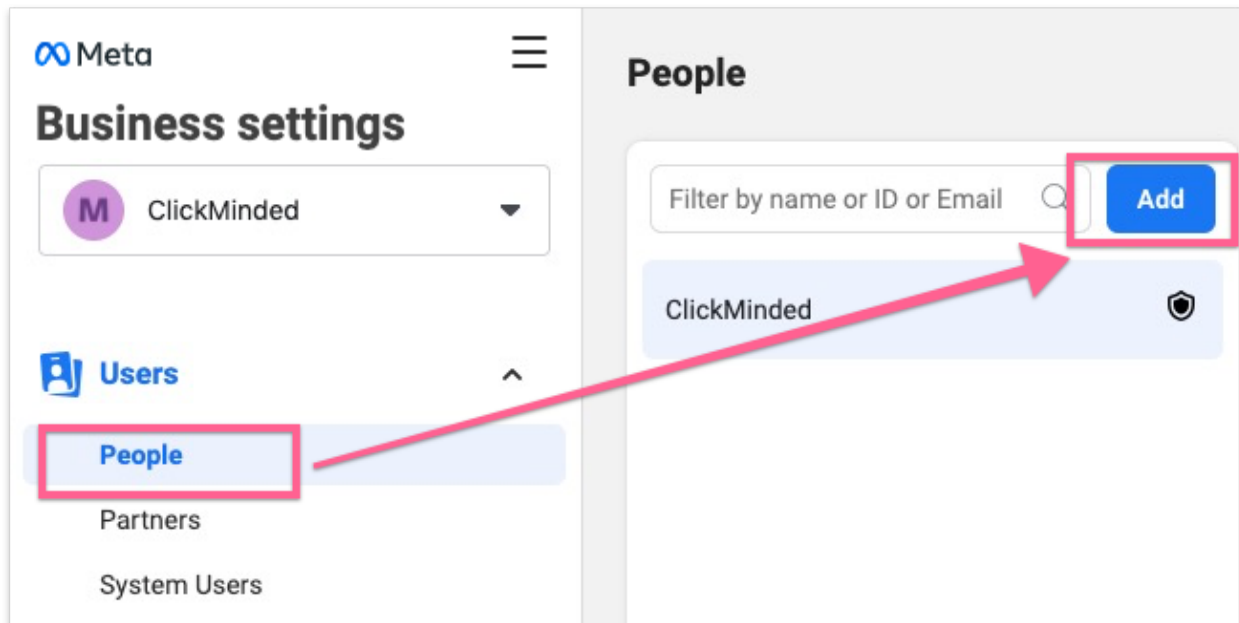 Meta
Business settings
M
ClickMinded
Users
People
Partners
System Users
People
Filter by name or ID or Email
Add
ClickMinded